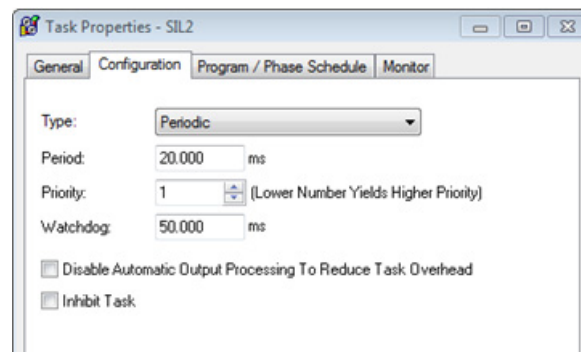 Task Properties - SIL2
General Configuration Program / Phase Schedule Monitor
Type: Periodic
Period: 20.000 ms
Priority: 1 (Lower Number Yields Higher Priority)
Watchdog: 50.000 ms
Disable Automatic Output Processing To Reduce Task Overhead
Inhibit Task